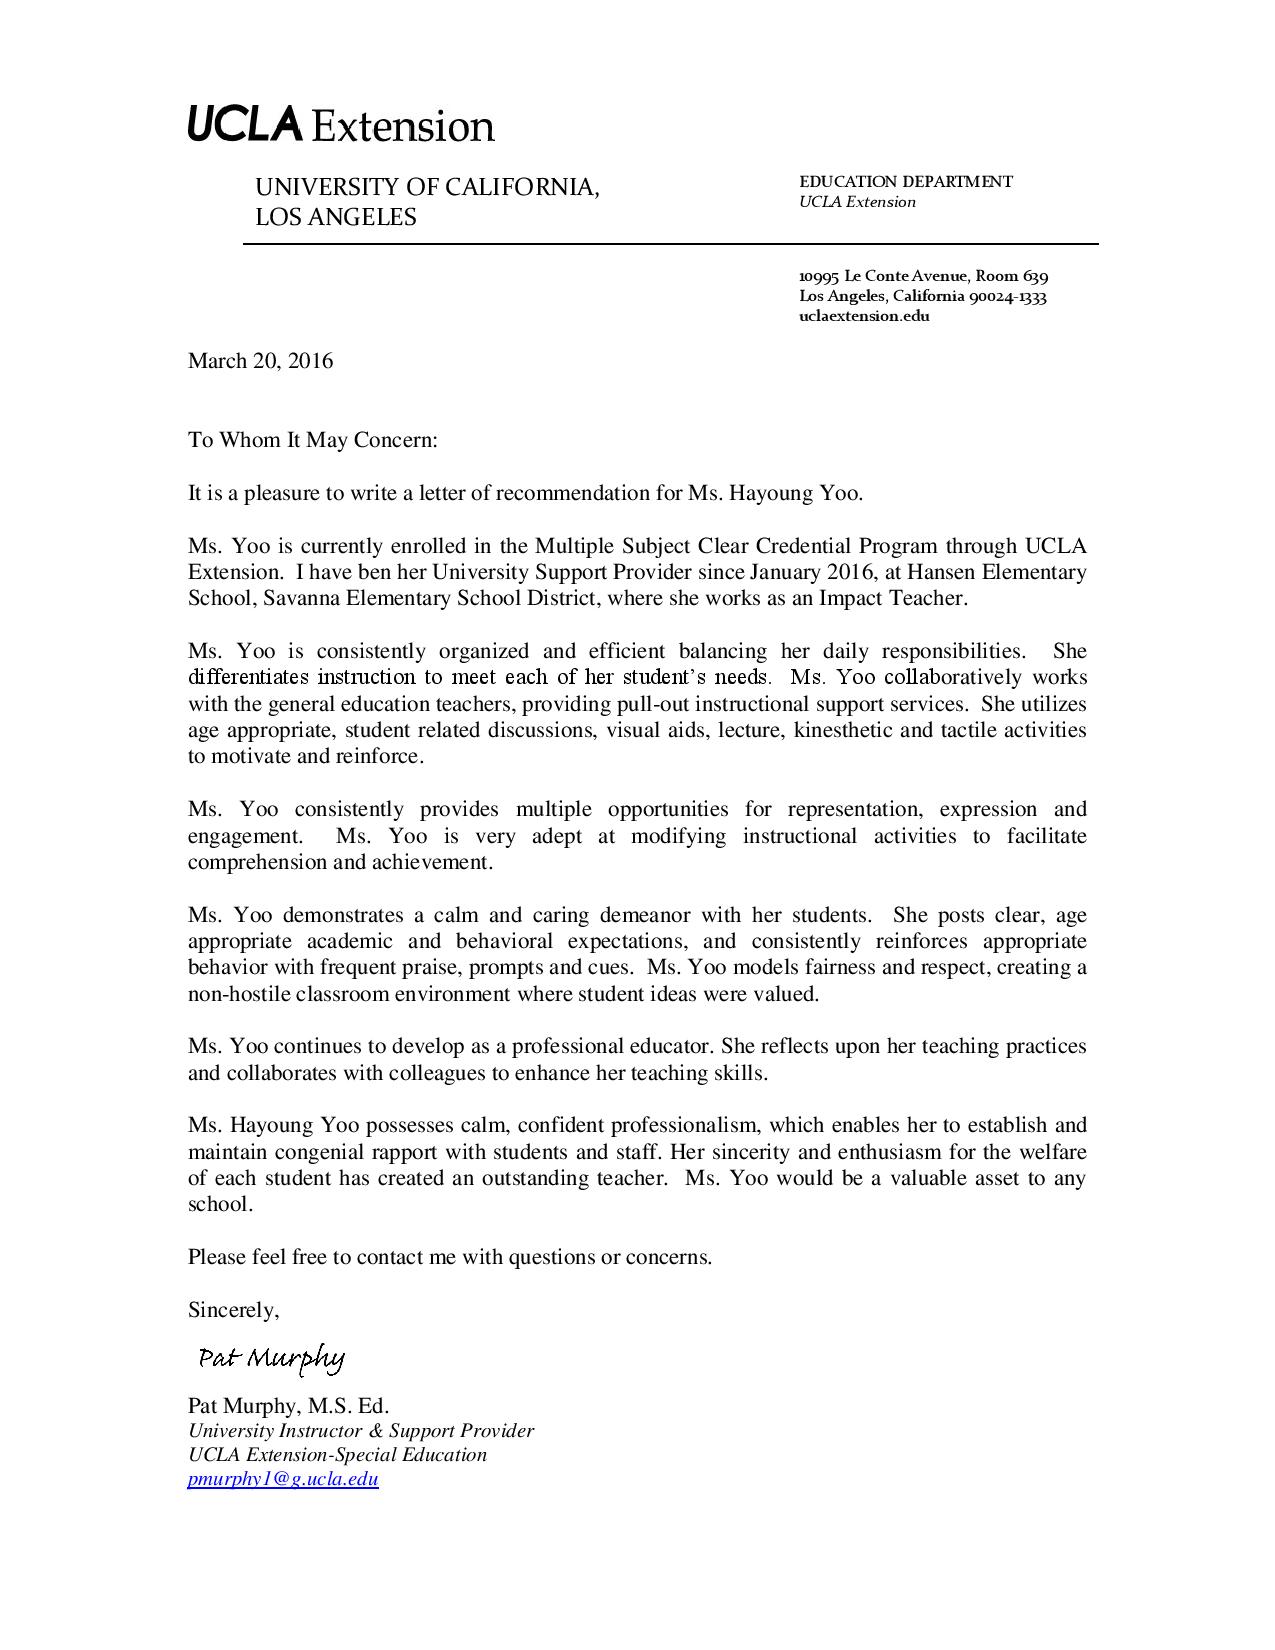 UCLA Extension
UNIVERSITY OF CALIFORNIA,
LOS ANGELES
EDUCATION DEPARTMENT
UCLA Extension
10995 Le Conte Avenue, Room 639
Los Angeles, California 90024-1333
uclaextension.edu
March 20, 2016
To Whom It May Concern:
It is a pleasure to write a letter of recommendation for Ms. Hayoung Yoo.
Ms. Yoo is currently enrolled in the Multiple Subject Clear Credential Program through UCLA
Extension. I have ben her University Support Provider since January 2016, at Hansen Elementary
School, Savanna Elementary School District, where she works as an Impact Teacher.
Ms. Yoo is consistently organized and efficient balancing her daily responsibilities. She
differentiates instruction to meet each of her student’s needs. Ms. Yoo collaboratively works
with the general education teachers, providing pull-out instructional support services. She utilizes
age appropriate, student related discussions, visual aids, lecture, kinesthetic and tactile activities
to motivate and reinforce.
Ms. Yoo consistently provides multiple opportunities for representation, expression and
engagement. Ms. Yoo is very adept at modifying instructional activities to facilitate
comprehension and achievement.
Ms. Yoo demonstrates a calm and caring demeanor with her students. She posts clear, age
appropriate academic and behavioral expectations, and consistently reinforces appropriate
behavior with frequent praise, prompts and cues. Ms. Yoo models fairness and respect, creating a
non-hostile classroom environment where student ideas were valued.
Ms. Yoo continues to develop as a professional educator. She reflects upon her teaching practices
and collaborates with colleagues to enhance her teaching skills.
Ms. Hayoung Yoo possesses calm, confident professionalism, which enables her to establish and
maintain congenial rapport with students and staff. Her sincerity and enthusiasm for the welfare
of each student has created an outstanding teacher. Ms. Yoo would be a valuable asset to any
school.
Please feel free to contact me with questions or concerns.
Sincerely,
Pat Murphy
Pat Murphy, M.S. Ed.
University Instructor & Support Provider
UCLA Extension-Special Education
pmurphy1@g.ucla.edu